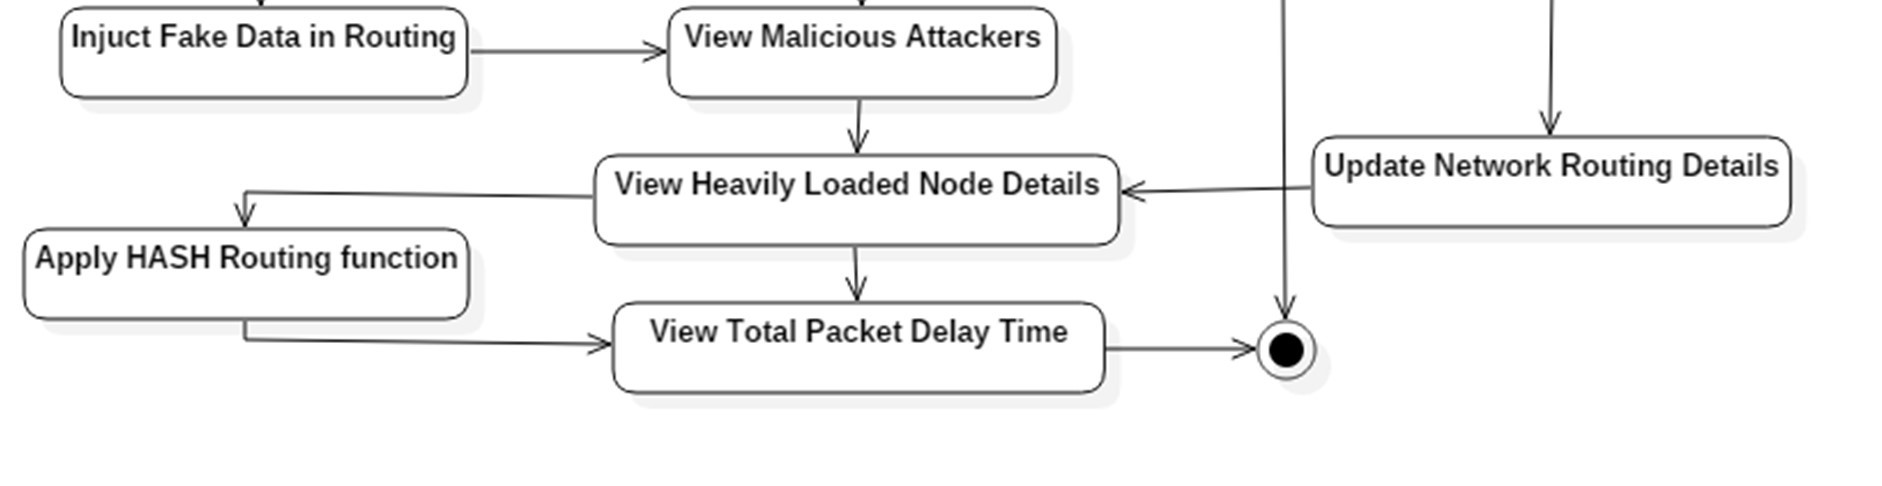 Injuct Fake Data in Routing
View Malicious Attackers
Update Network Routing Details
View Heavily Loaded Node Details
Apply HASH Routing function
View Total Packet Delay Time